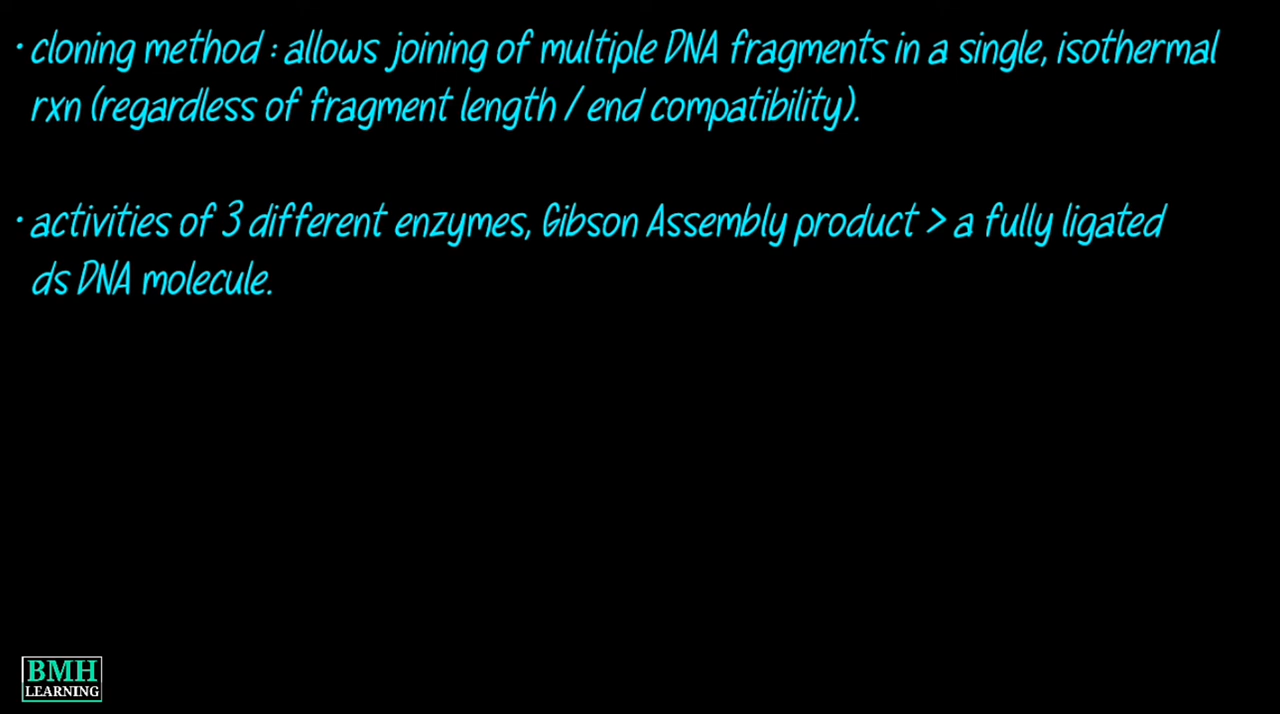 · cloning method : allows joining of multiple DNA fragments in a single, isothermal
rxn (regardless of fragment length / end compatibility).
· activities of 3 different enzymes, Gibson Assembly product > a fully ligated
ds DNA molecule.
BMH
LEARNING